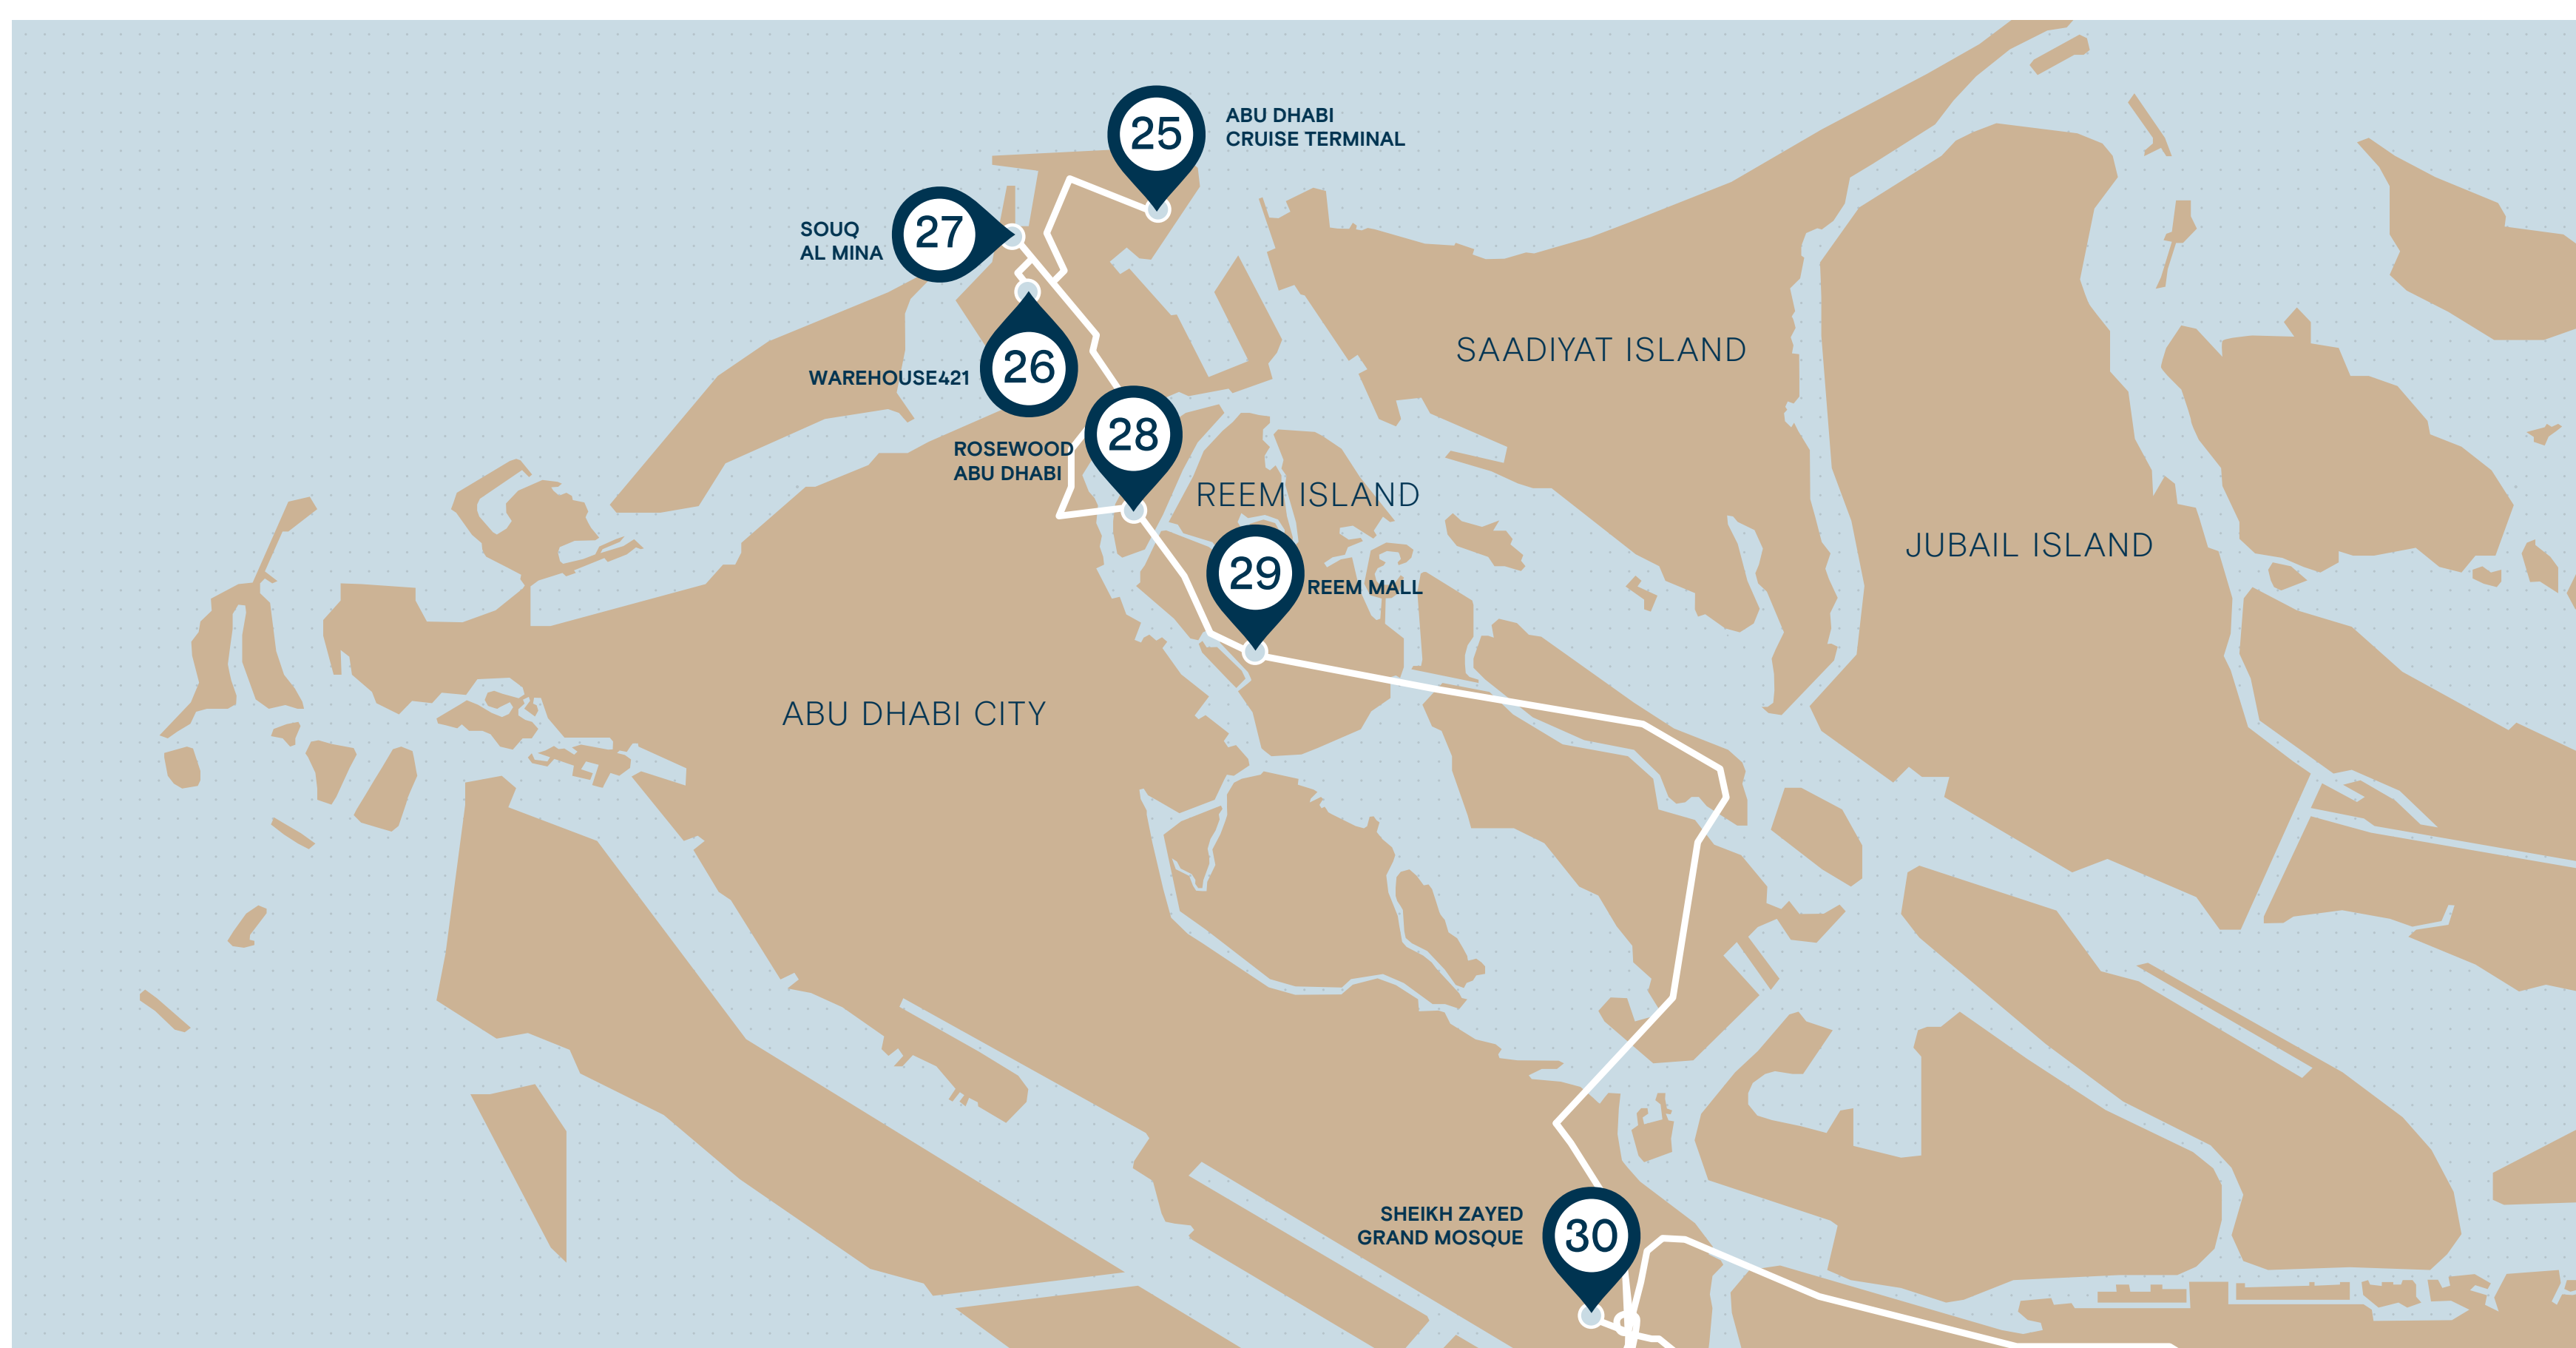 25
ABU DHABI
CRUISE TERMINAL
27
SOUQ
AL MINA
26
WAREHOUSE421
28
ROSEWOOD
ABU DHABI
SAADIYAT ISLAND
REEM ISLAND
JUBAIL ISLAND
29
REEM MALL
ABU DHABI CITY
30
SHEIKH ZAYED
GRAND MOSQUE